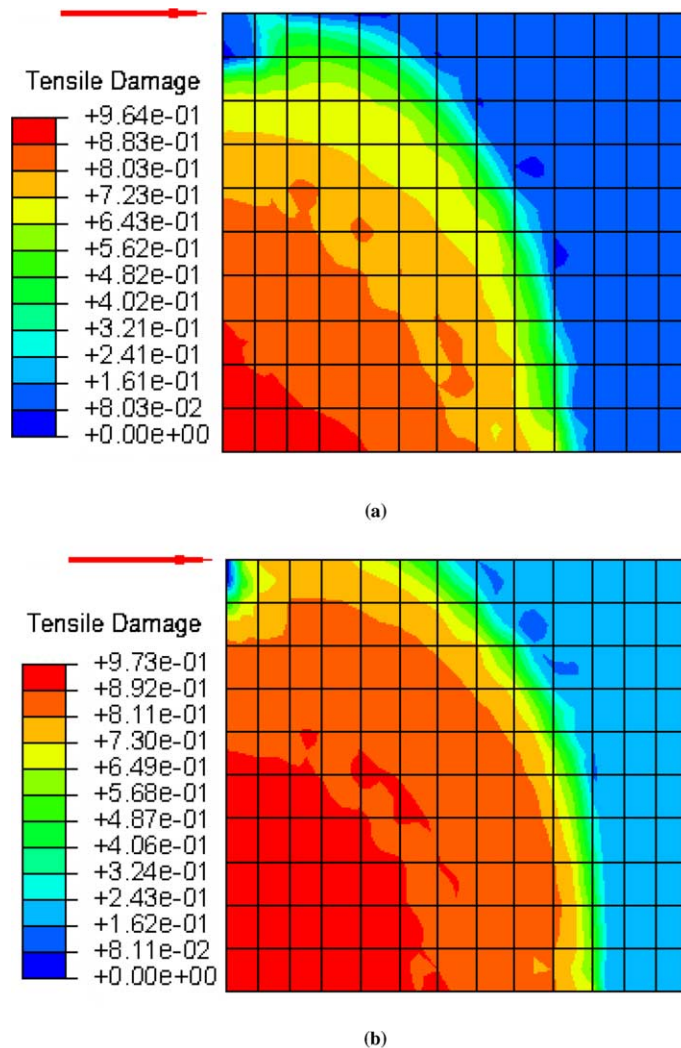 Tensile Damage
+9.64e-01
+8.83e-01
+8.03e-01
+7.23e-01
+6.43e-01
+5.62e-01
+4.82e-01
+4.02e-01
+3.21e-01
+2.41e-01
+1.61e-01
+8.03e-02
+0.00e+00
(a)
Tensile Damage
+9.73e-01
+8.92e-01
+8.11e-01
+7.30e-01
+6.49e-01
+5.68e-01
+4.87e-01
+4.06e-01
+3.24e-01
+2.43e-01
+1.62e-01
+8.11e-02
+0.00e+00
(b)